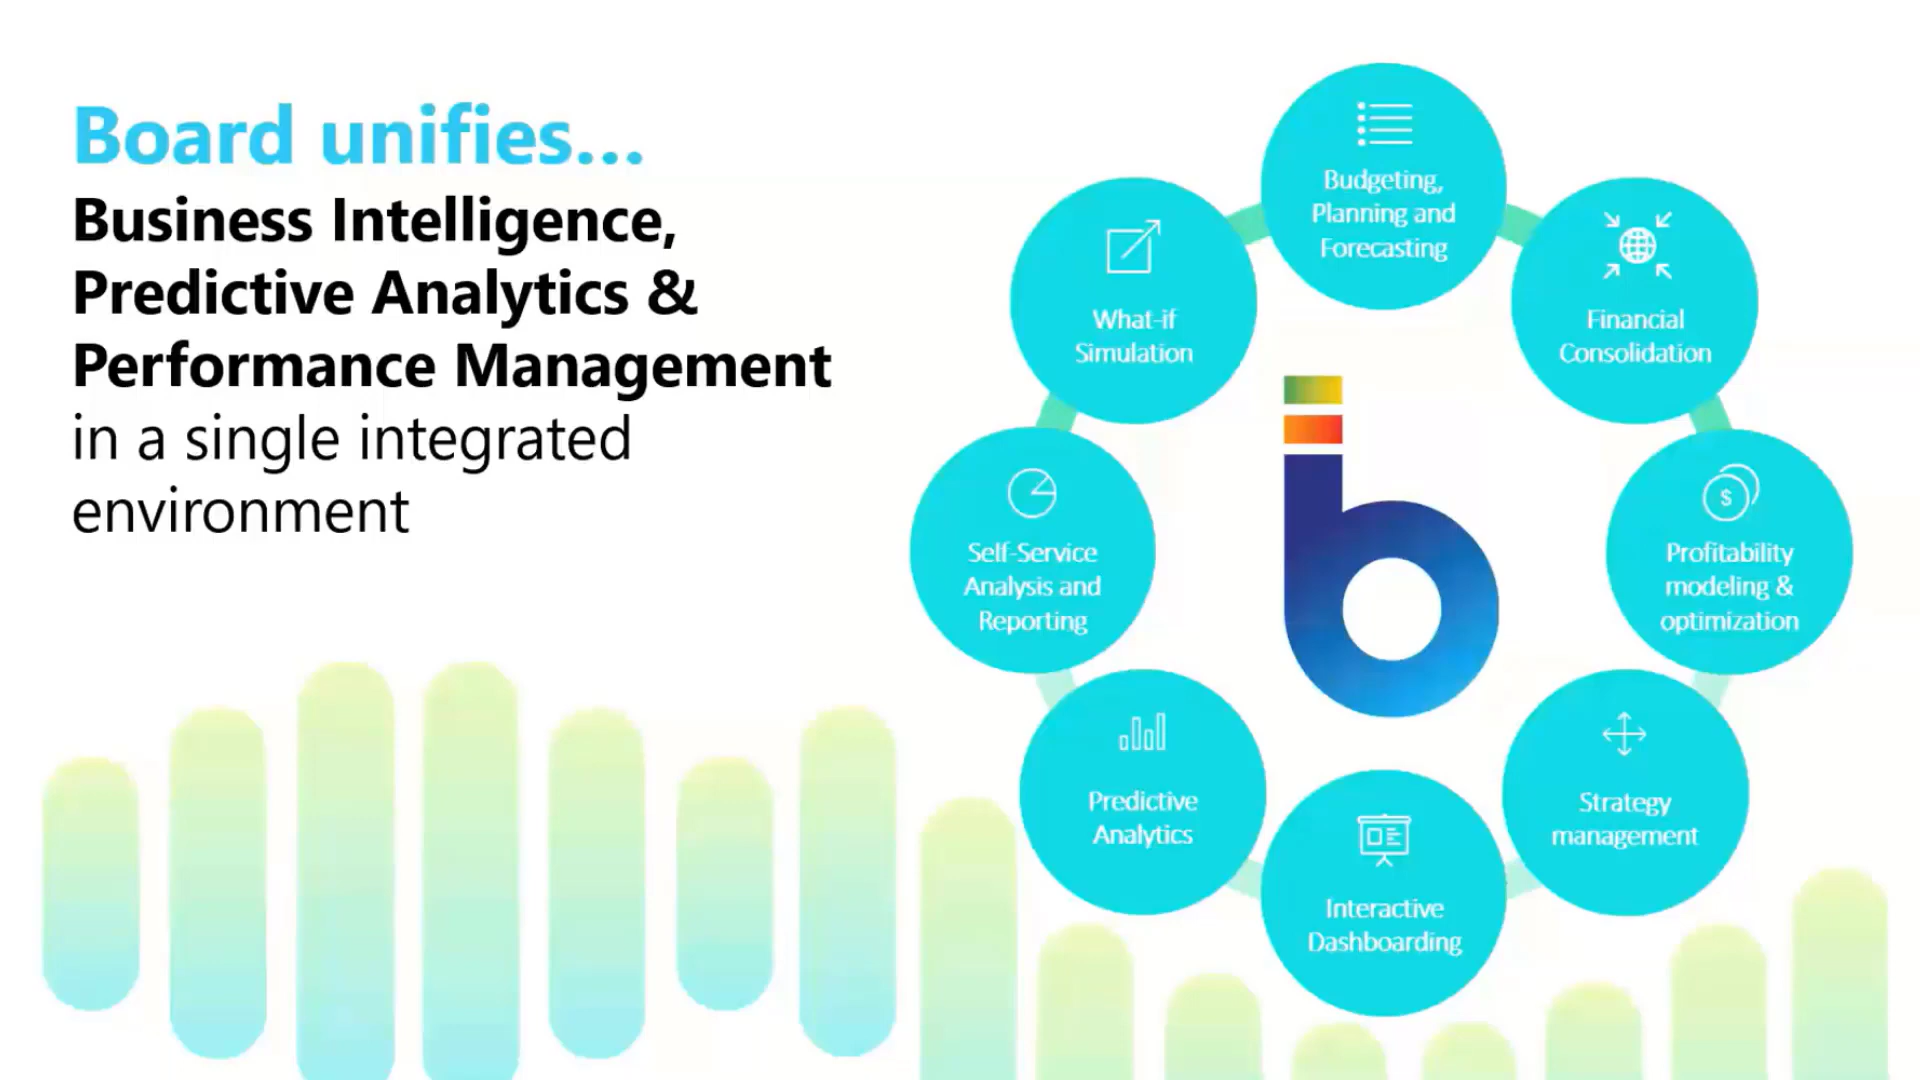 Board unifies...
Business Intelligence,
Predictive Analytics &
Performance Management
in a single integrated
environment
Budgeting,
Planning and
Forecasting
Financial
Consolidation
Profitability
modeling &
optimization
Strategy
management
Interactive
Dashboarding
Predictive
Analytics
Self-Service
Analysis and
Reporting
What-if
Simulation
b
$